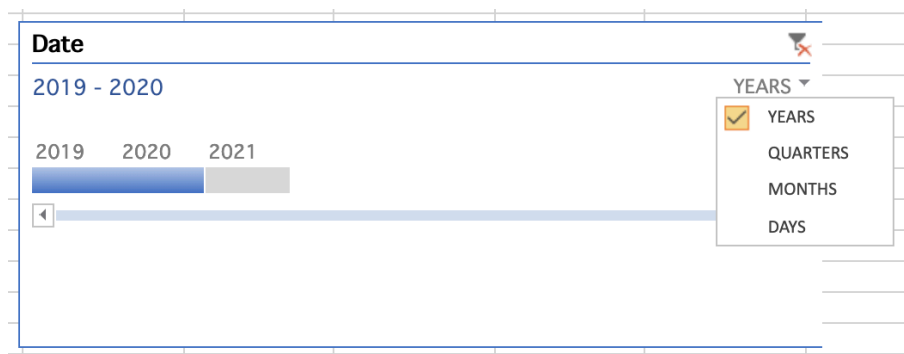 Date
2019 - 2020
YEARS
YEARS
QUARTERS
MONTHS
DAYS
2019 2020 2021